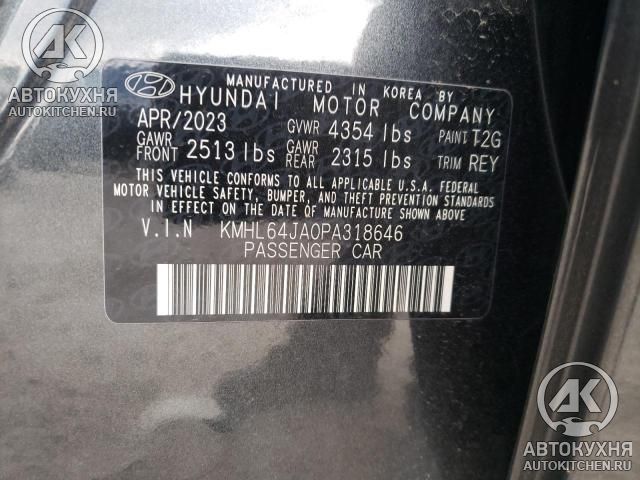 AK
АВТОКУХНЯ
AUTOKITCHEN.RU
MANUFACTURED IN KOREA BY
HYUNDAI MOTOR COMPANY
APR/2023 GVWR 4354 lbs PAINT T2G
GAWR FRONT 2513 lbs GAWR REAR 2315 lbs TRIM REY
THIS VEHICLE CONFORMS TO ALL APPLICABLE U.S.A. FEDERAL
MOTOR VEHICLE SAFETY, BUMPER, AND THEFT PREVENTION STANDARDS
IN EFFECT ON THE DATE OF MANUFACTURE SHOWN ABOVE.
V.I.N KMHL64JA0PA318646
PASSENGER CAR
AK
АВТОКУХНЯ
AUTOKITCHEN.RU